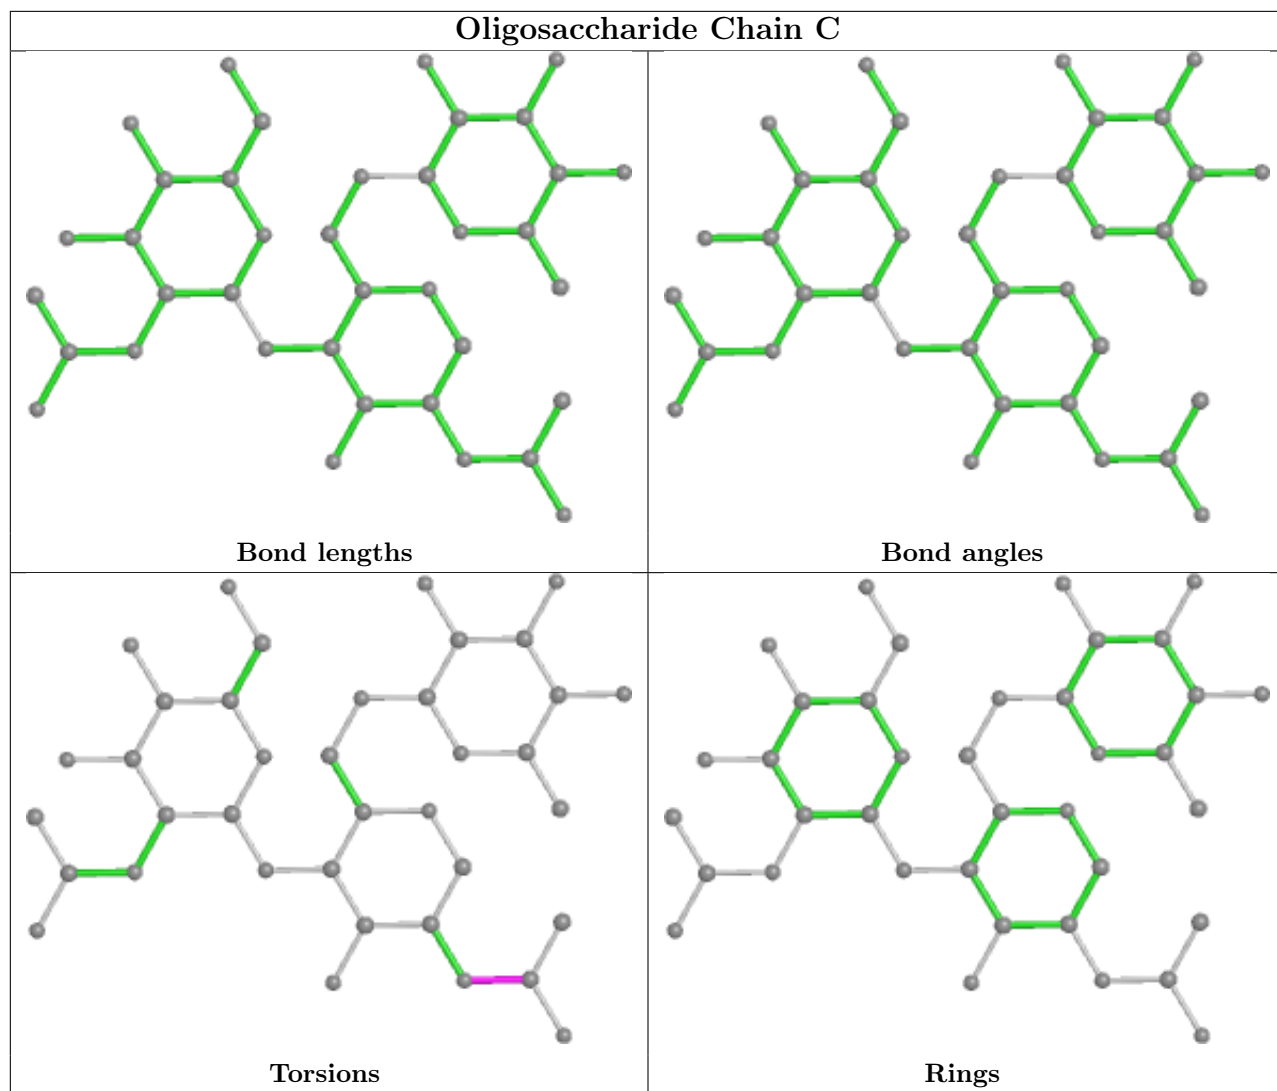 Oligosaccharide Chain C
Bond lengths
Bond angles
Torsions
Rings